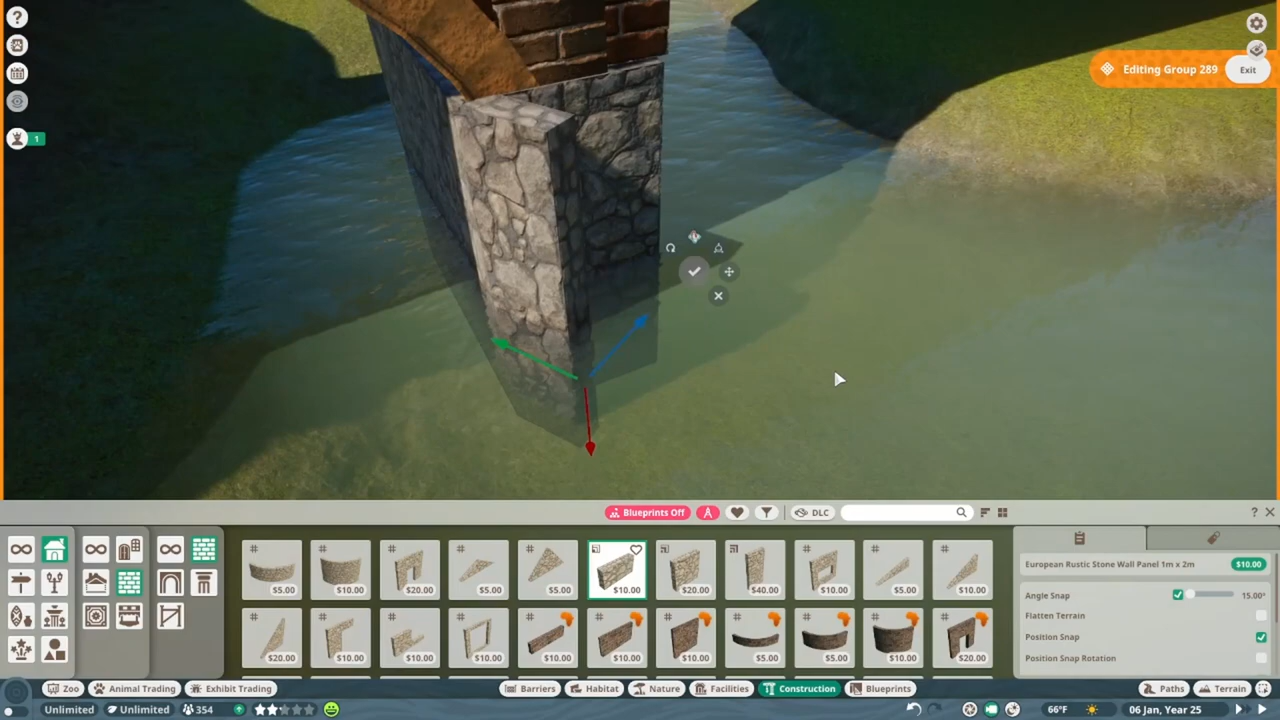 Editing Group 289
Exit
1
Blueprints Off
DLC
$5.00 $10.00 $20.00 $5.00 $5.00 $10.00 $20.00 $40.00 $10.00 $5.00 $10.00
$20.00 $10.00 $10.00 $10.00 $10.00 $10.00 $10.00 $5.00 $10.00 $10.00 $20.00
European Rustic Stone Wall Panel 1m x 2m $10.00
Angle Snap 15.00°
Flatten Terrain
Position Snap
Position Snap Rotation
Zoo Animal Trading Exhibit Trading Barriers Habitat Nature Facilities Construction Blueprints Paths Terrain
Unlimited Unlimited 354 66°F 06 Jan, Year 25